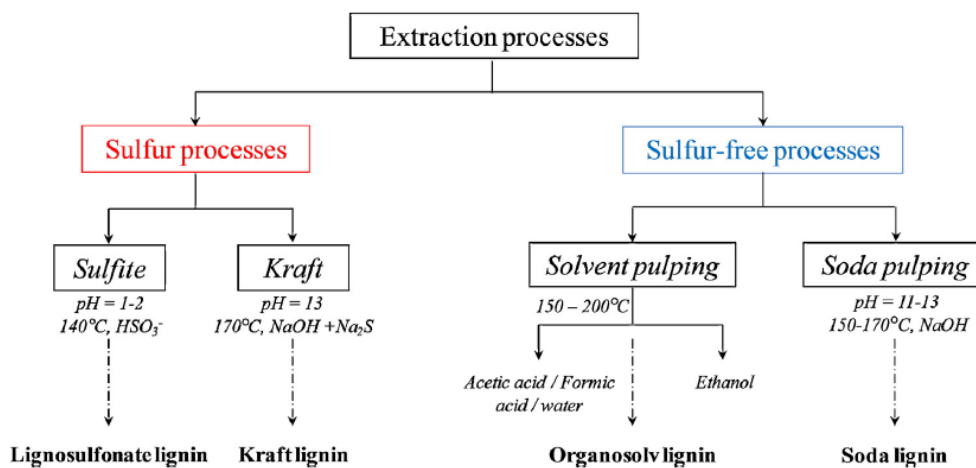 Extraction processes
Sulfur processes
Sulfur-free processes
Sulfite
Kraft
Solvent pulping
Soda pulping
pH = 1-2
140°C, HSO₃⁻
pH = 13
170°C, NaOH +Na₂S
150 – 200°C
pH = 11-13
150-170°C, NaOH
Acetic acid / Formic
acid / water
Ethanol
Lignosulfonate lignin
Kraft lignin
Organosolv lignin
Soda lignin